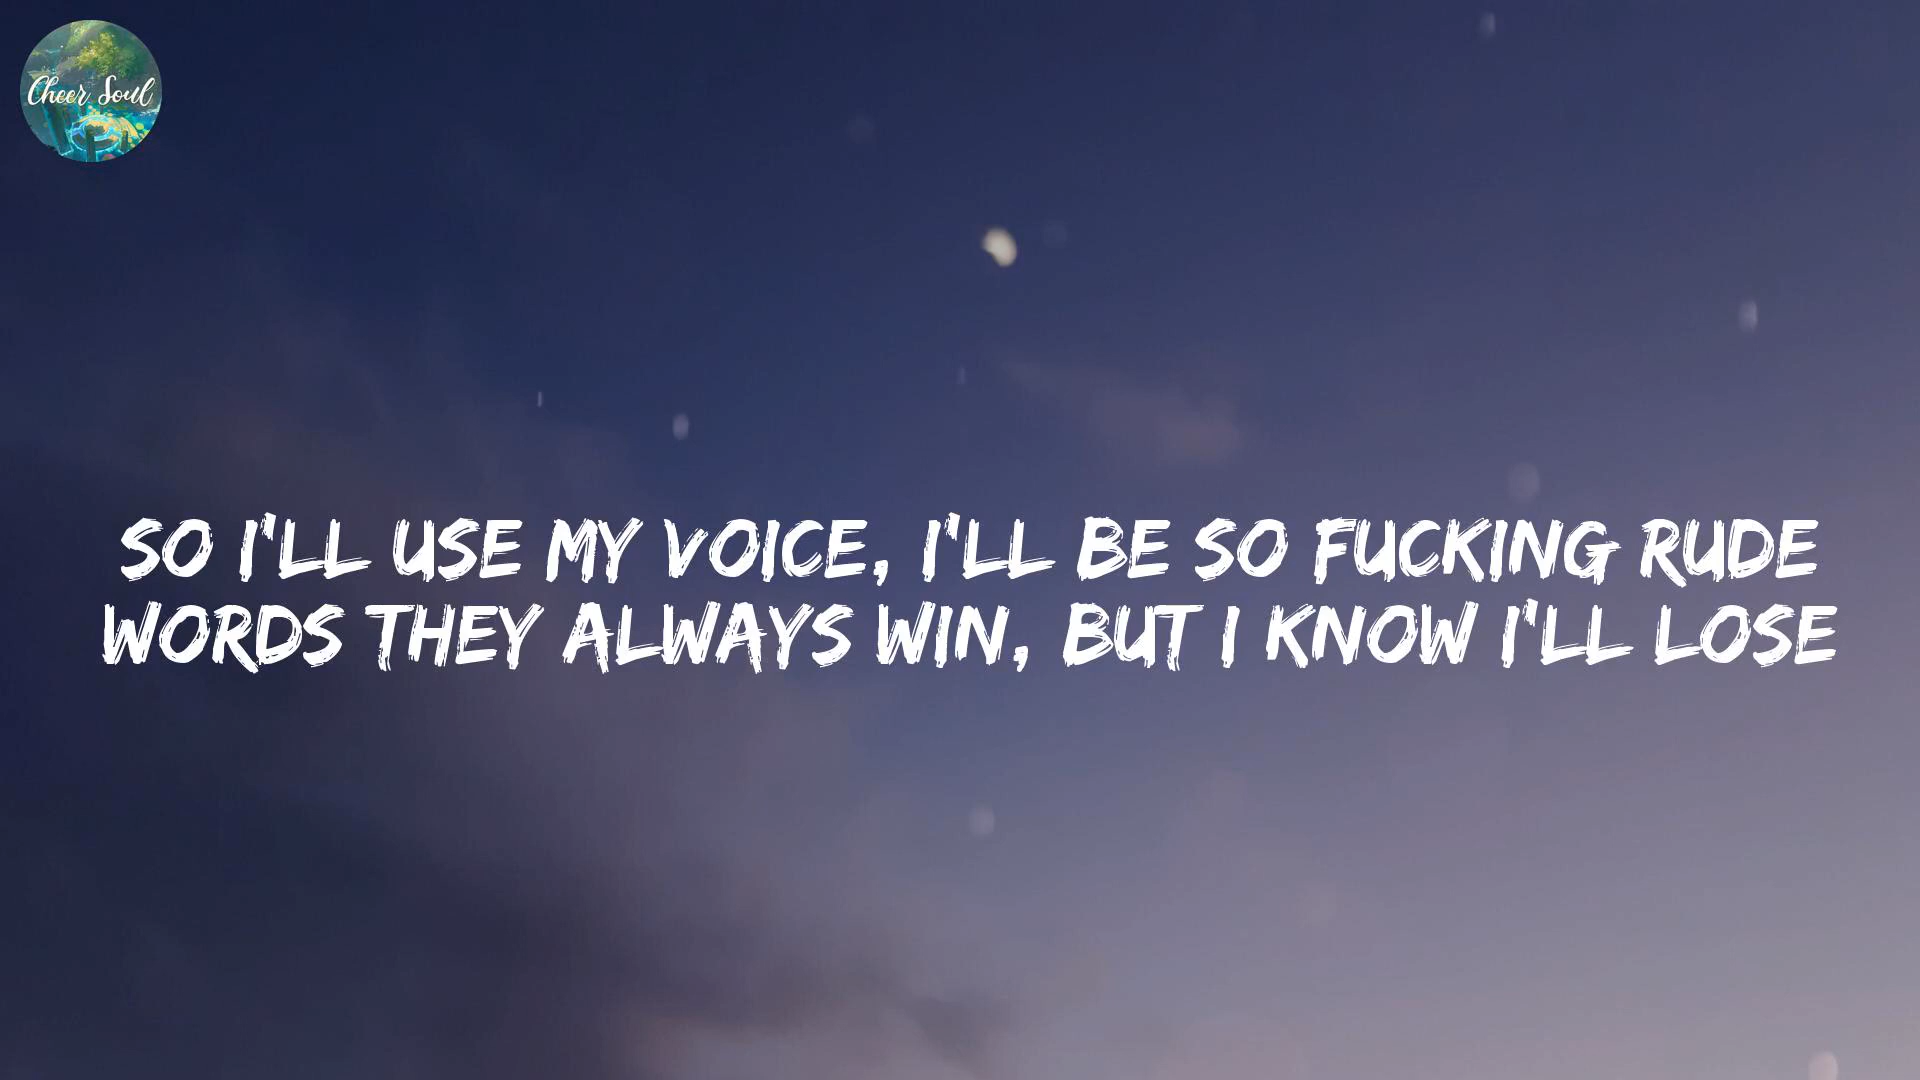 Cheer Soul
SO I'LL USE MY VOICE, I'LL BE SO FUCKING RUDE
WORDS THEY ALWAYS WIN, BUT I KNOW I'LL LOSE